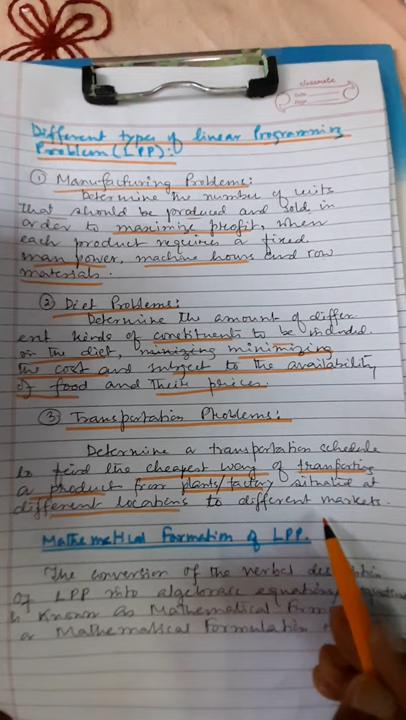 classmate
Date
Page
Different types of linear Programming
Problem (LPP):
① Manufacturing Problems:
Determine the number of units
that should be produced and sold in
order to maximize profit, when
each product requires a fixed
man power, machine hours and row
materials.
② Diet Problems:
Determine the amount of differ
ent kinds of constituents to be included
in the diet, minimizing
the cost and subject to the availability
of food and their prices.
③ Transportation Problems:
Determine a transportation schedule
to find the cheapest way of
a product from plants/factory situated at
different locations to different markets.
Mathematical Formation of LPP.
The conversion of the verbal
of LPP into algebraic
is Known as Mathematical
or Mathematical Formulation